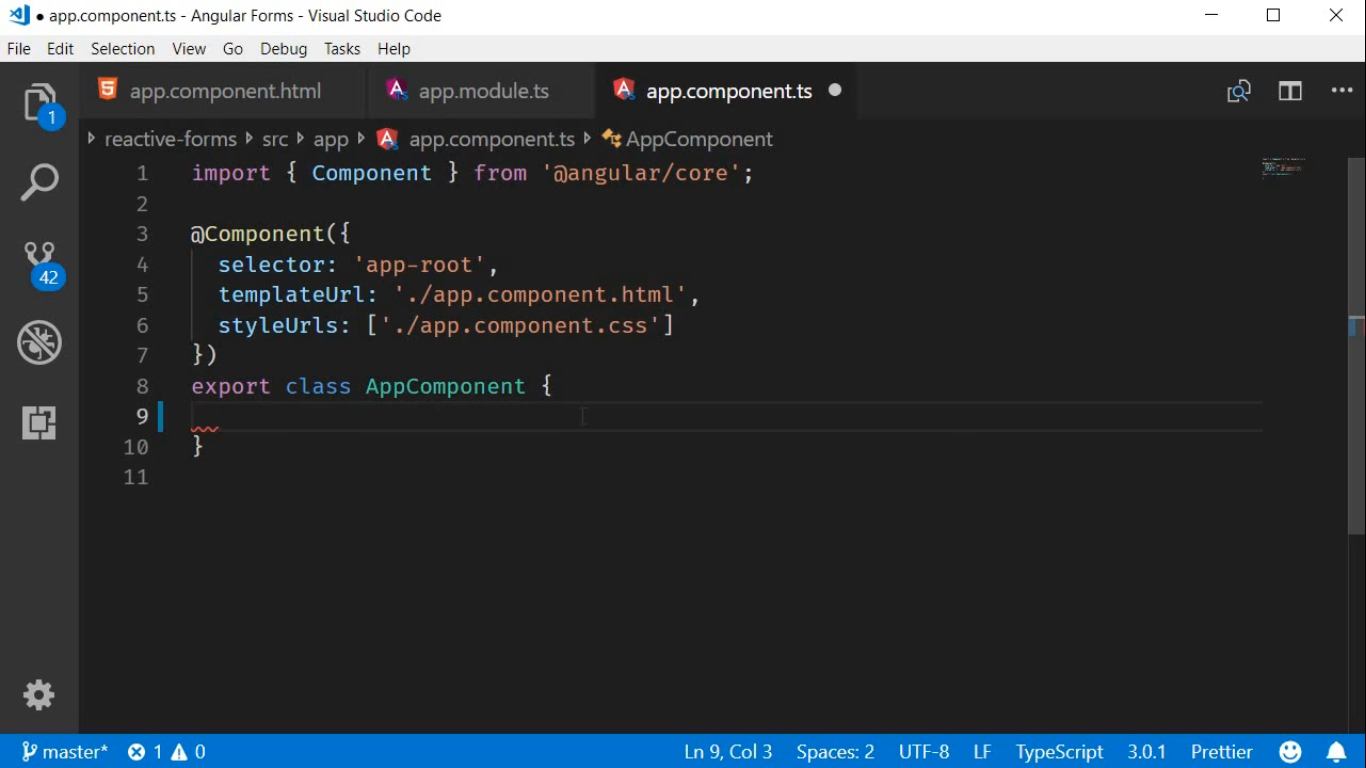 app.component.ts - Angular Forms - Visual Studio Code
File Edit Selection View Go Debug Tasks Help
app.component.html app.module.ts app.component.ts
reactive-forms src app app.component.ts AppComponent
1 import { Component } from '@angular/core';
2
3 @Component({
4 selector: 'app-root',
5 templateUrl: './app.component.html',
6 styleUrls: ['./app.component.css']
7 })
8 export class AppComponent {
9
10 }
11
1
42
master* 1 0 Ln 9, Col 3 Spaces: 2 UTF-8 LF TypeScript 3.0.1 Prettier